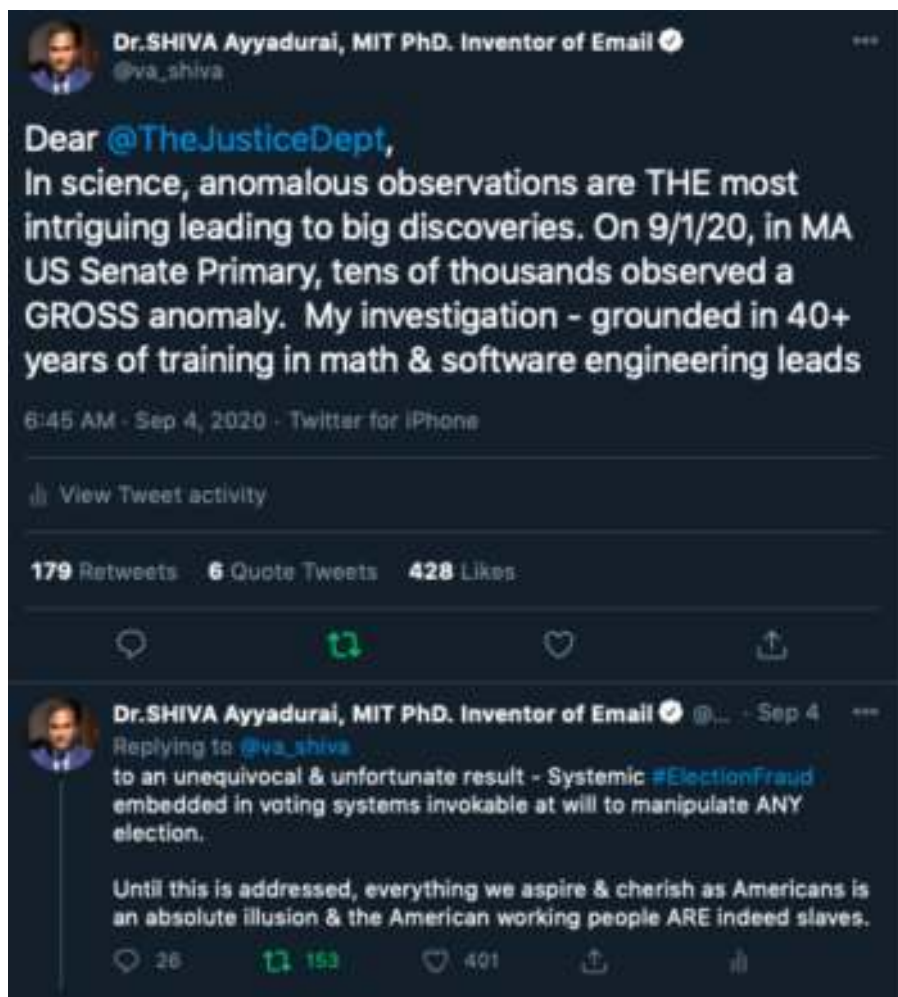 Dr.SHIVA Ayyadurai, MIT PhD. Inventor of Email
@va_shiva
Dear @TheJusticeDept,
In science, anomalous observations are THE most
intriguing leading to big discoveries. On 9/1/20, in MA
US Senate Primary, tens of thousands observed a
GROSS anomaly.  My investigation - grounded in 40+
years of training in math & software engineering leads
6:45 AM · Sep 4, 2020 · Twitter for iPhone
View Tweet activity
179 Retweets 6 Quote Tweets 428 Likes
Dr.SHIVA Ayyadurai, MIT PhD. Inventor of Email @... · Sep 4
Replying to @va_shiva
to an unequivocal & unfortunate result - Systemic #ElectionFraud
embedded in voting systems invokable at will to manipulate ANY
election.
Until this is addressed, everything we aspire & cherish as Americans is
an absolute illusion & the American working people ARE indeed slaves.
26 153 401